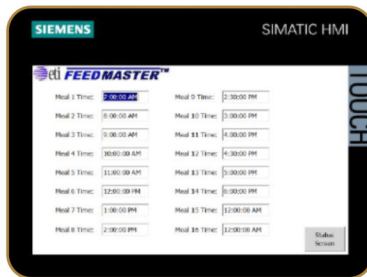 SIEMENS
SIMATIC HMI
TOUCH
eti FEEDMASTER™
Meal 1 Time: 7:00:00 AM
Meal 2 Time: 8:00:00 AM
Meal 3 Time: 9:00:00 AM
Meal 4 Time: 10:00:00 AM
Meal 5 Time: 11:00:00 AM
Meal 6 Time: 12:00:00 PM
Meal 7 Time: 1:00:00 PM
Meal 8 Time: 2:00:00 PM
Meal 9 Time: 2:30:00 PM
Meal 10 Time: 3:00:00 PM
Meal 11 Time: 4:00:00 PM
Meal 12 Time: 4:30:00 PM
Meal 13 Time: 5:00:00 PM
Meal 14 Time: 6:00:00 PM
Meal 15 Time: 12:00:00 AM
Meal 16 Time: 12:00:00 AM
Status
Screen